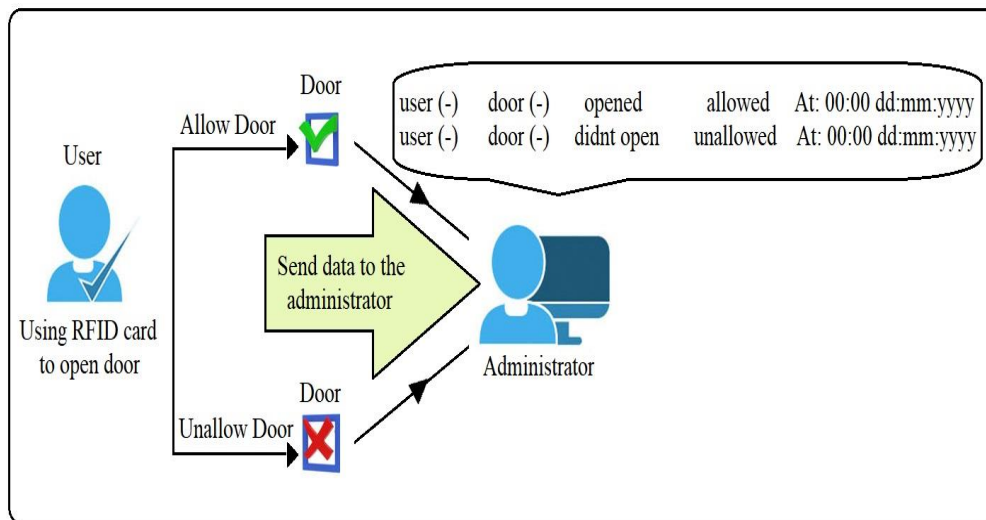 Door
user (-) door (-) opened allowed At: 00:00 dd:mm:yyyy
user (-) door (-) didnt open unallowed At: 00:00 dd:mm:yyyy
Allow Door
User
Using RFID card
to open door
Send data to the
administrator
Administrator
Door
Unallow Door